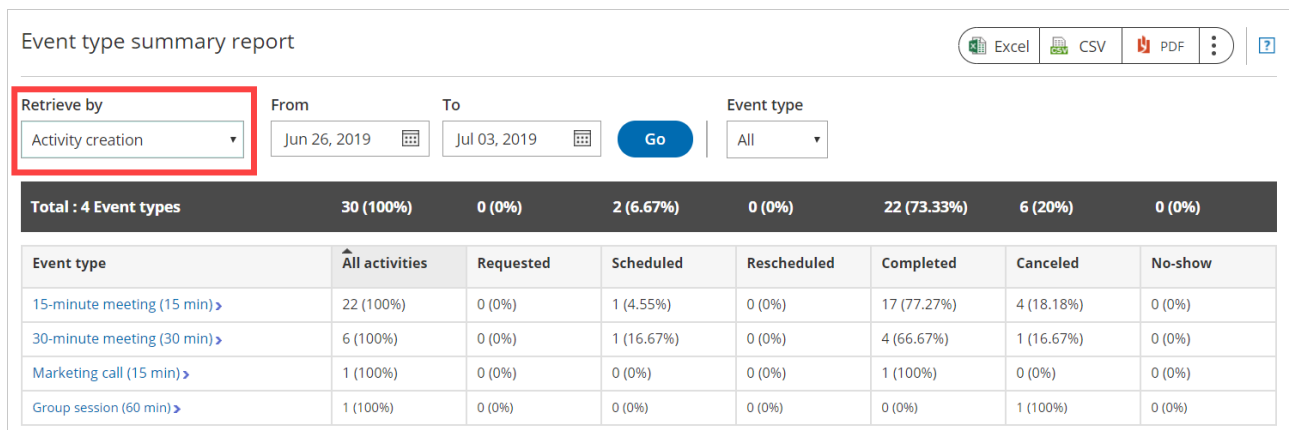 Event type summary report
Excel CSV PDF ?
Retrieve by From To Event type
Activity creation Jun 26, 2019 Jul 03, 2019 Go All
Total : 4 Event types 30 (100%) 0 (0%) 2 (6.67%) 0 (0%) 22 (73.33%) 6 (20%) 0 (0%)
Event type All activities Requested Scheduled Rescheduled Completed Canceled No-show
15-minute meeting (15 min) 22 (100%) 0 (0%) 1 (4.55%) 0 (0%) 17 (77.27%) 4 (18.18%) 0 (0%)
30-minute meeting (30 min) 6 (100%) 0 (0%) 1 (16.67%) 0 (0%) 4 (66.67%) 1 (16.67%) 0 (0%)
Marketing call (15 min) 1 (100%) 0 (0%) 0 (0%) 0 (0%) 1 (100%) 0 (0%) 0 (0%)
Group session (60 min) 1 (100%) 0 (0%) 0 (0%) 0 (0%) 0 (0%) 1 (100%) 0 (0%)